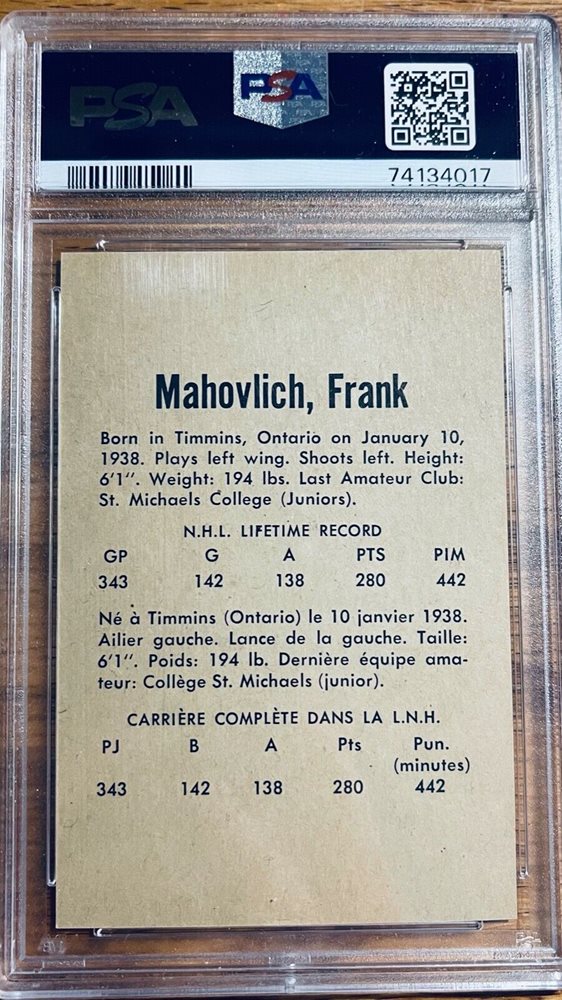 PSA
PSA
74134017
Mahovlich, Frank
Born in Timmins, Ontario on January 10,
1938. Plays left wing. Shoots left. Height:
6'1". Weight: 194 lbs. Last Amateur Club:
St. Michaels College (Juniors).
N.H.L. LIFETIME RECORD
GP G A PTS PIM
343 142 138 280 442
Né à Timmins (Ontario) le 10 janvier 1938.
Ailier gauche. Lance de la gauche. Taille:
6'1". Poids: 194 lb. Dernière équipe ama-
teur: Collège St. Michaels (junior).
CARRIÈRE COMPLÈTE DANS LA L.N.H.
PJ B A Pts Pun.
(minutes)
343 142 138 280 442